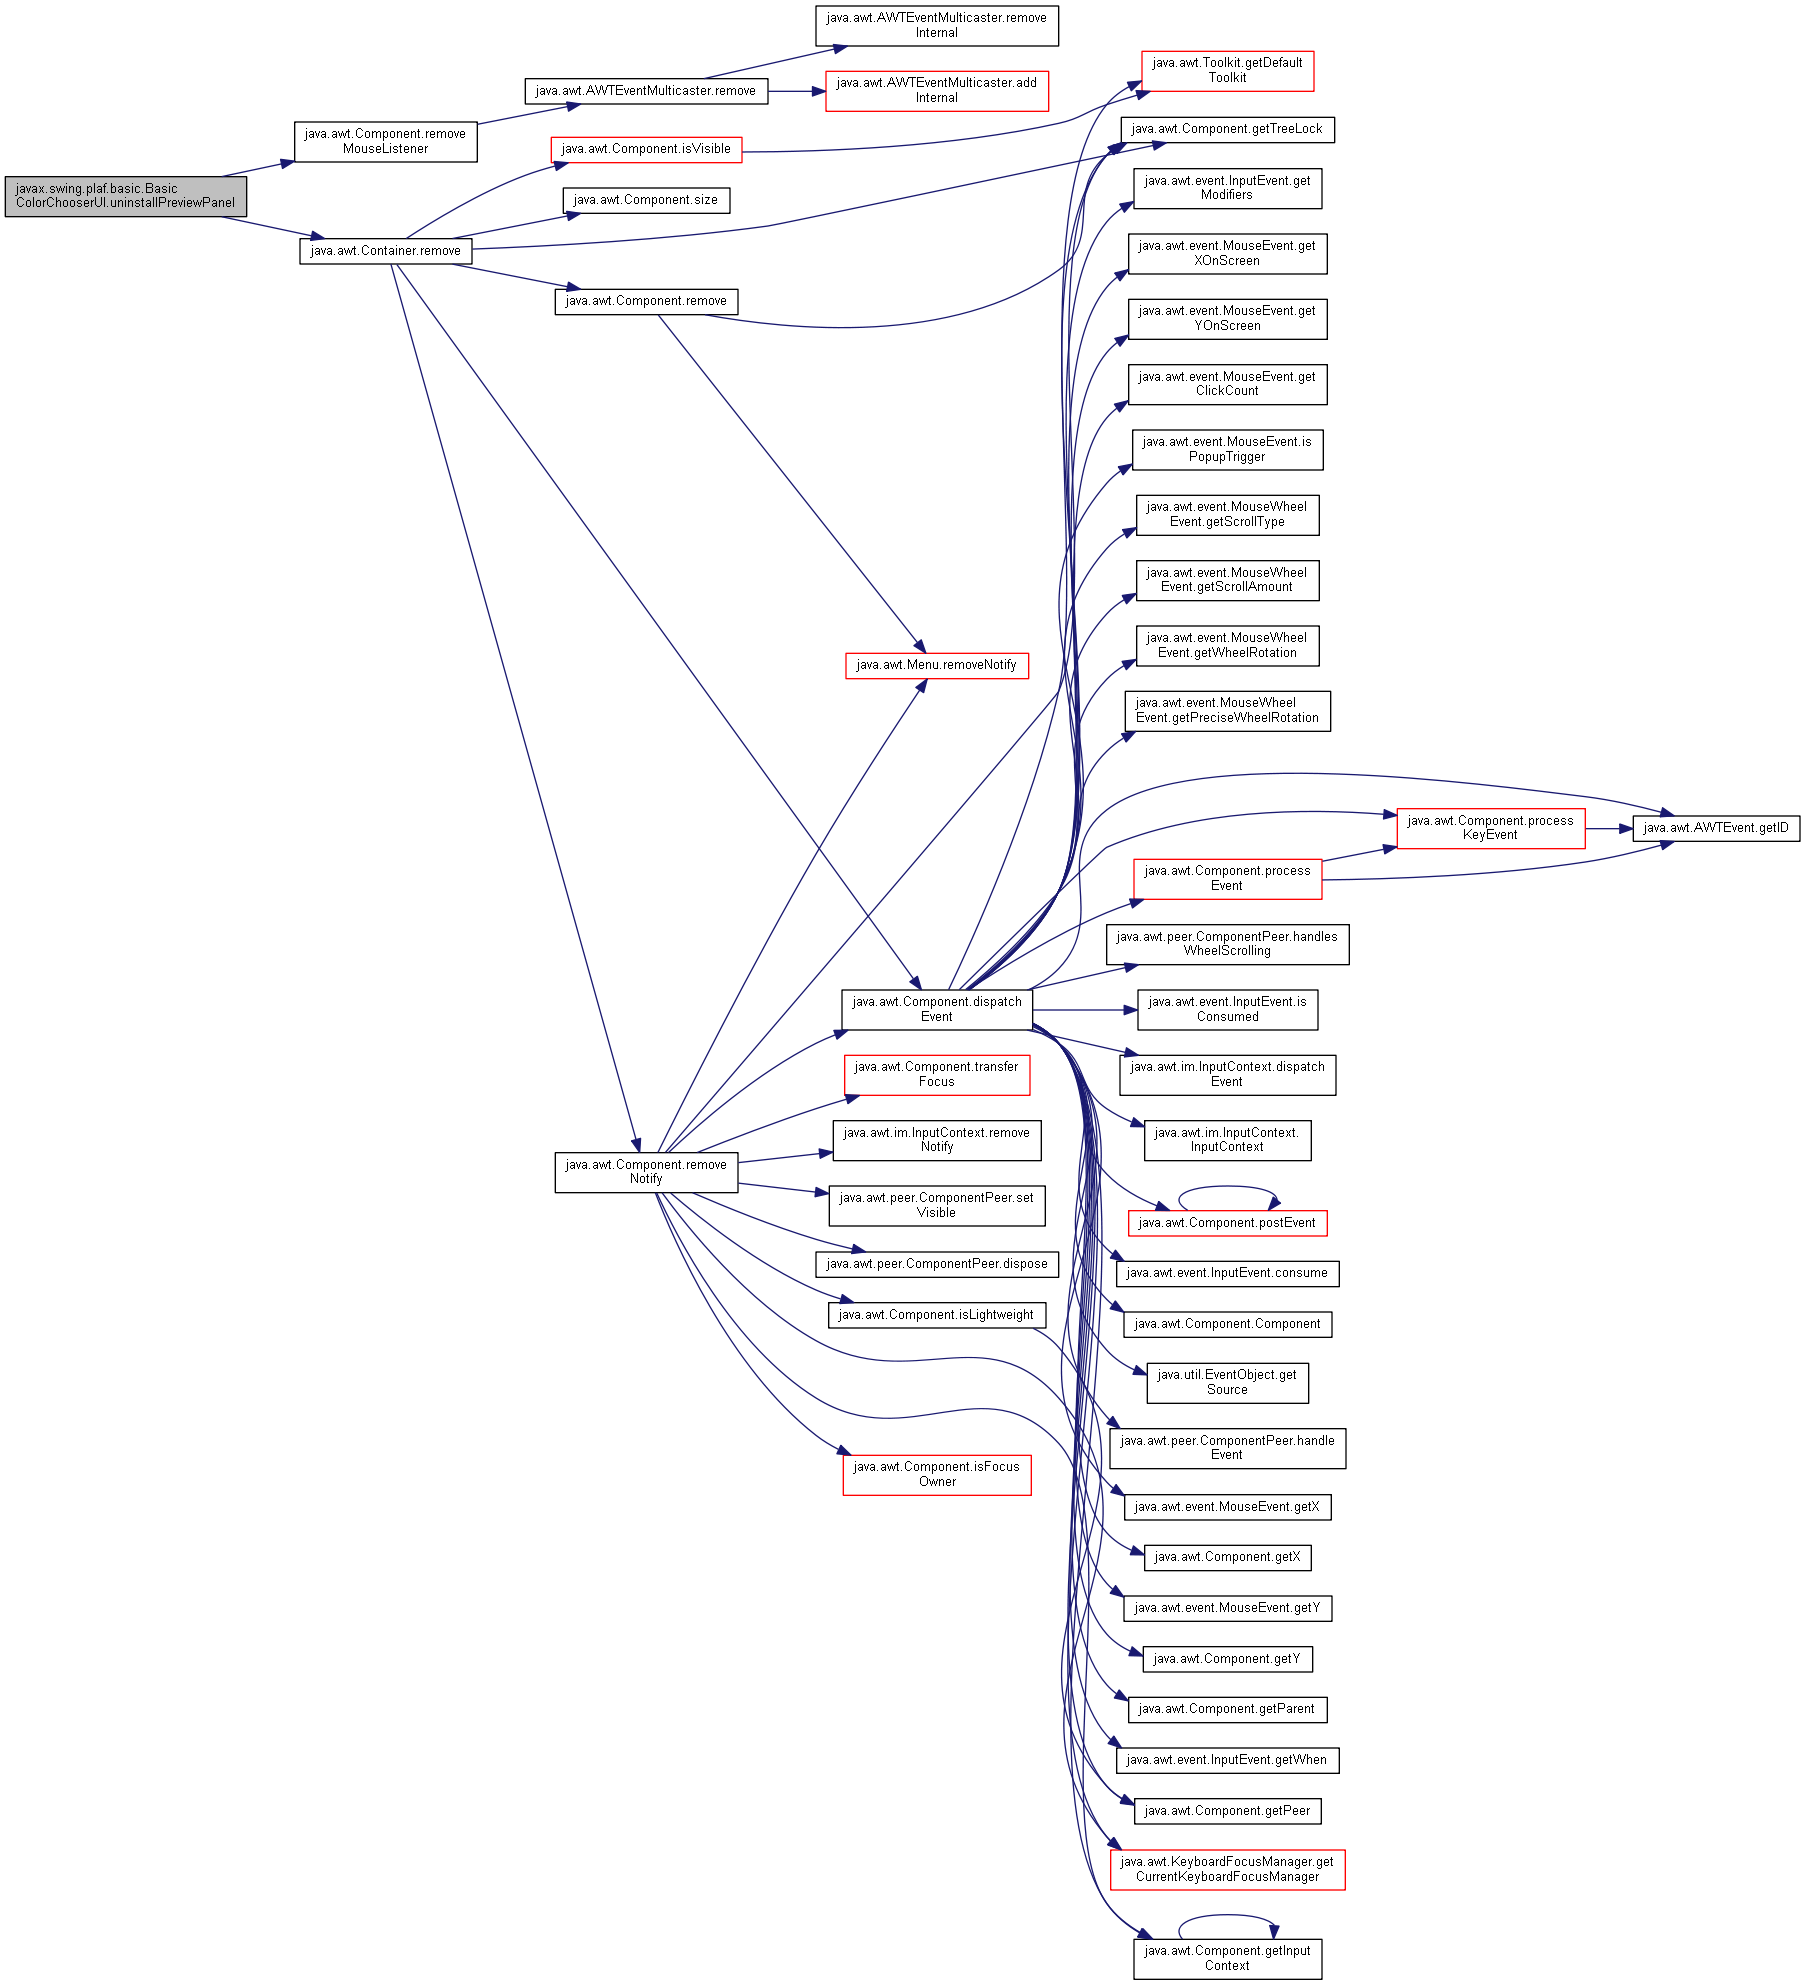 javax.swing.plaf.basic.Basic
ColorChooserUI.uninstallPreviewPanel
java.awt.Component.remove
MouseListener
java.awt.Container.remove
java.awt.AWTEventMulticaster.remove
java.awt.Component.isVisible
java.awt.Component.size
java.awt.Component.remove
java.awt.Component.remove
Notify
java.awt.AWTEventMulticaster.remove
Internal
java.awt.AWTEventMulticaster.add
Internal
java.awt.Menu.removeNotify
java.awt.Component.dispatch
Event
java.awt.Component.transfer
Focus
java.awt.im.InputContext.remove
Notify
java.awt.peer.ComponentPeer.set
Visible
java.awt.peer.ComponentPeer.dispose
java.awt.Component.isLightweight
java.awt.Component.isFocus
Owner
java.awt.Toolkit.getDefault
Toolkit
java.awt.Component.getTreeLock
java.awt.event.InputEvent.get
Modifiers
java.awt.event.MouseEvent.get
XOnScreen
java.awt.event.MouseEvent.get
YOnScreen
java.awt.event.MouseEvent.get
ClickCount
java.awt.event.MouseEvent.is
PopupTrigger
java.awt.event.MouseWheel
Event.getScrollType
java.awt.event.MouseWheel
Event.getScrollAmount
java.awt.event.MouseWheel
Event.getWheelRotation
java.awt.event.MouseWheel
Event.getPreciseWheelRotation
java.awt.Component.process
KeyEvent
java.awt.AWTEvent.getID
java.awt.Component.process
Event
java.awt.peer.ComponentPeer.handles
WheelScrolling
java.awt.event.InputEvent.is
Consumed
java.awt.im.InputContext.dispatch
Event
java.awt.im.InputContext.
InputContext
java.awt.Component.postEvent
java.awt.event.InputEvent.consume
java.awt.Component.Component
java.util.EventObject.get
Source
java.awt.peer.ComponentPeer.handle
Event
java.awt.event.MouseEvent.getX
java.awt.Component.getX
java.awt.event.MouseEvent.getY
java.awt.Component.getY
java.awt.Component.getParent
java.awt.event.InputEvent.getWhen
java.awt.Component.getPeer
java.awt.KeyboardFocusManager.get
CurrentKeyboardFocusManager
java.awt.Component.getInput
Context